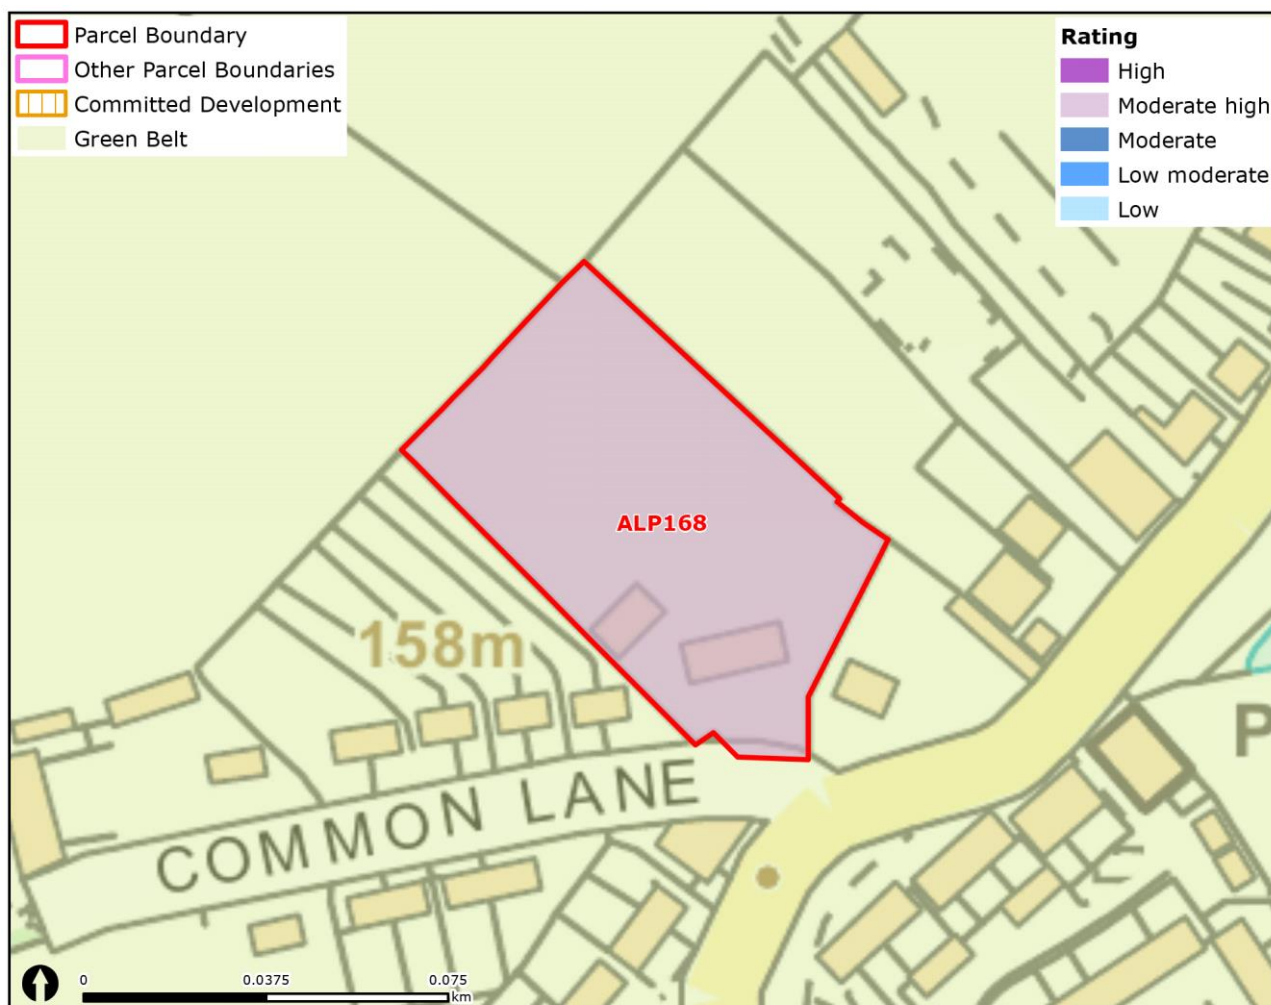 Parcel Boundary
Other Parcel Boundaries
Committed Development
Green Belt
Rating
High
Moderate high
Moderate
Low moderate
Low
ALP168
158m
P
COMMON LANE
0 0.0375 0.075
km